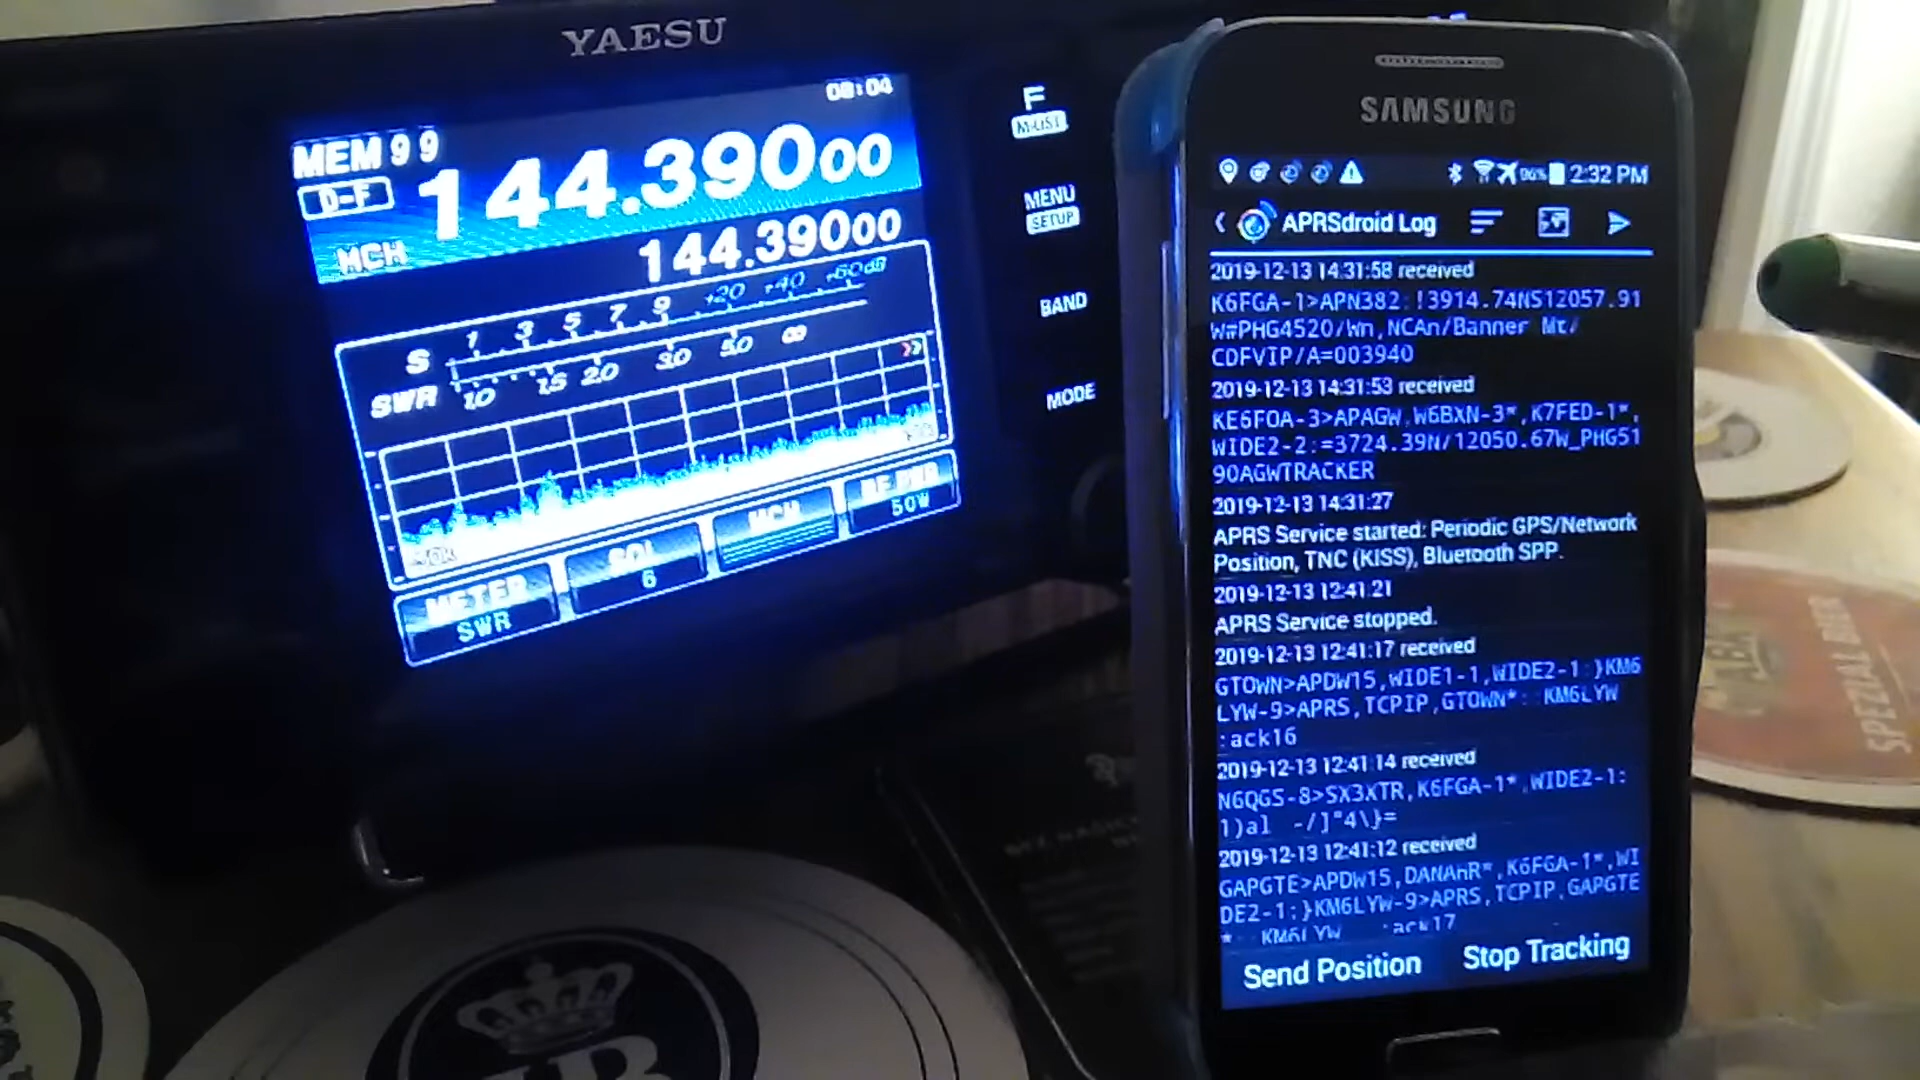 YAESU
08:04
MEM 99
D-F
144.39000
MCH
144.39000
S 1 3 5 7 9 +20 +40 +60dB
SWR 1.0 1.5 2.0 3.0 5.0 ∞
METER
SWR
SQL
6
MCH
RF PWR
50W
F
M-LIST
MENU
SETUP
BAND
MODE
SAMSUNG
96% 2:32 PM
APRSdroid Log
2019-12-13 14:31:58 received
K6FGA-1>APN382:!3914.74NS12057.91
W#PHG4520/Wn,NCAn/Banner Mt/
CDFVIP/A=003940
2019-12-13 14:31:53 received
KE6FOA-3>APAGW,W6BXN-3*,K7FED-1*,
WIDE2-2:=3724.39N/12050.67W_PHG51
90AGWTRACKER
2019-12-13 14:31:27
APRS Service started: Periodic GPS/Network
Position, TNC (KISS), Bluetooth SPP.
2019-12-13 12:41:21
APRS Service stopped.
2019-12-13 12:41:17 received
GTOWN>APDW15,WIDE1-1,WIDE2-1:}KM6
LYW-9>APRS,TCPIP,GTOWN*::KM6LYW
:ack16
2019-12-13 12:41:14 received
N6QGS-8>SX3XTR,K6FGA-1*,WIDE2-1:
1)al -/]"4\}=
2019-12-13 12:41:12 received
GAPGTE>APDW15,DANAHR*,K6FGA-1*,WI
DE2-1:}KM6LYW-9>APRS,TCPIP,GAPGTE
*::KM6LYW :ack17
Send Position
Stop Tracking
SPEZIAL BIER